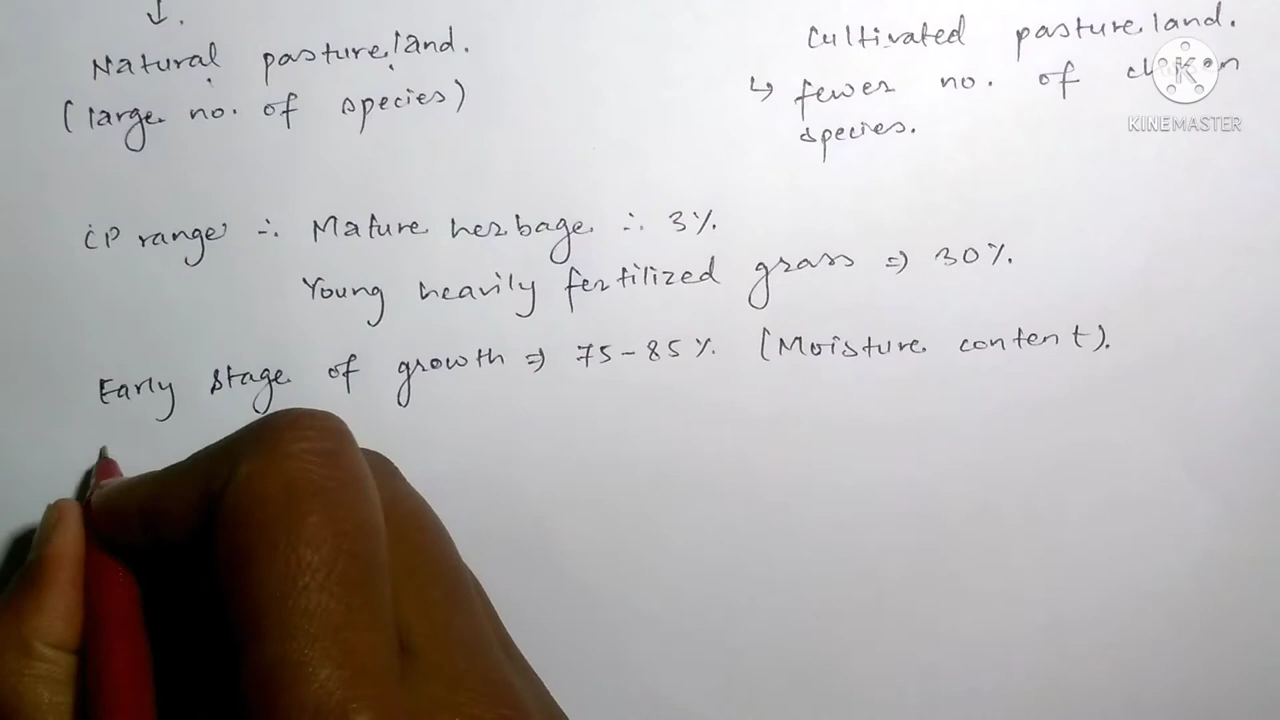 ↓.
Natural pasture land.
(large no. of species)
Cultivated pasture land.
↳ fewer no. of
species.
KINEMASTER
CP range ∴ Mature herbage ∴ 3%.
Young heavily fertilized grass ⇒ 30%.
Early stage of growth ⇒ 75-85% (Moisture content).